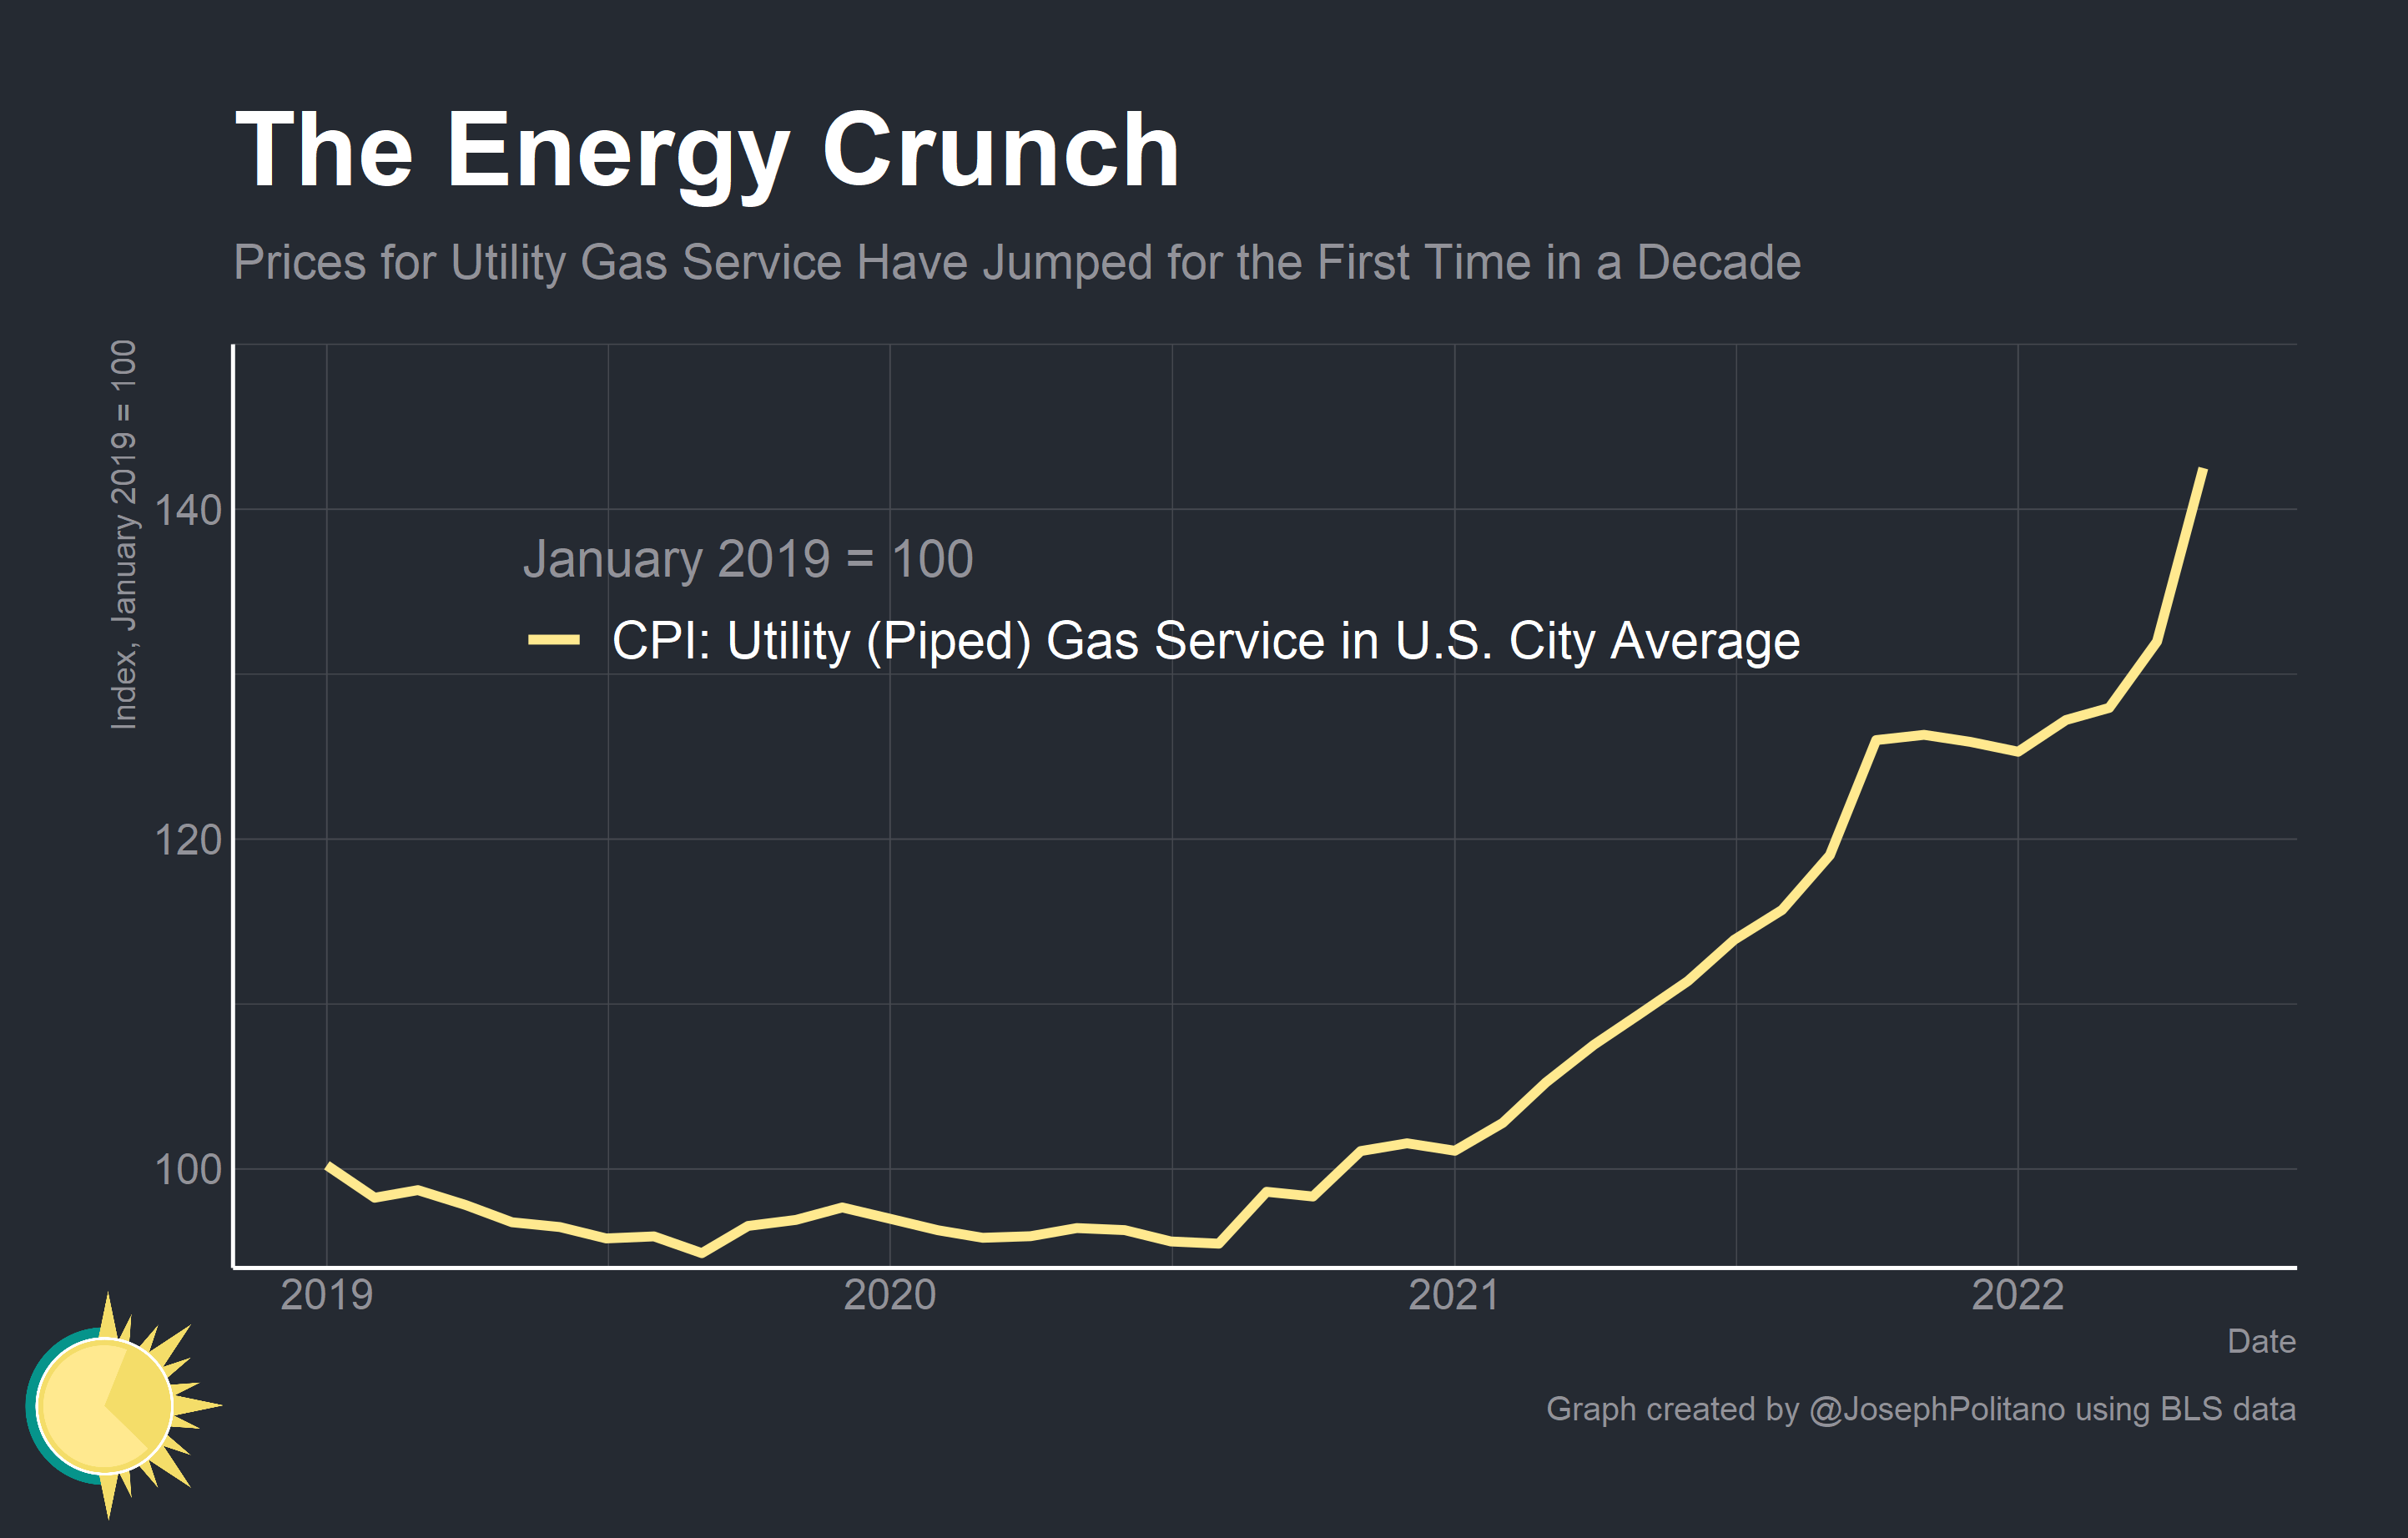 The Energy Crunch
Prices for Utility Gas Service Have Jumped for the First Time in a Decade
Index, January 2019 = 100
140
120
100
January 2019 = 100
CPI: Utility (Piped) Gas Service in U.S. City Average
2019 2020 2021 2022
Date
Graph created by @JosephPolitano using BLS data